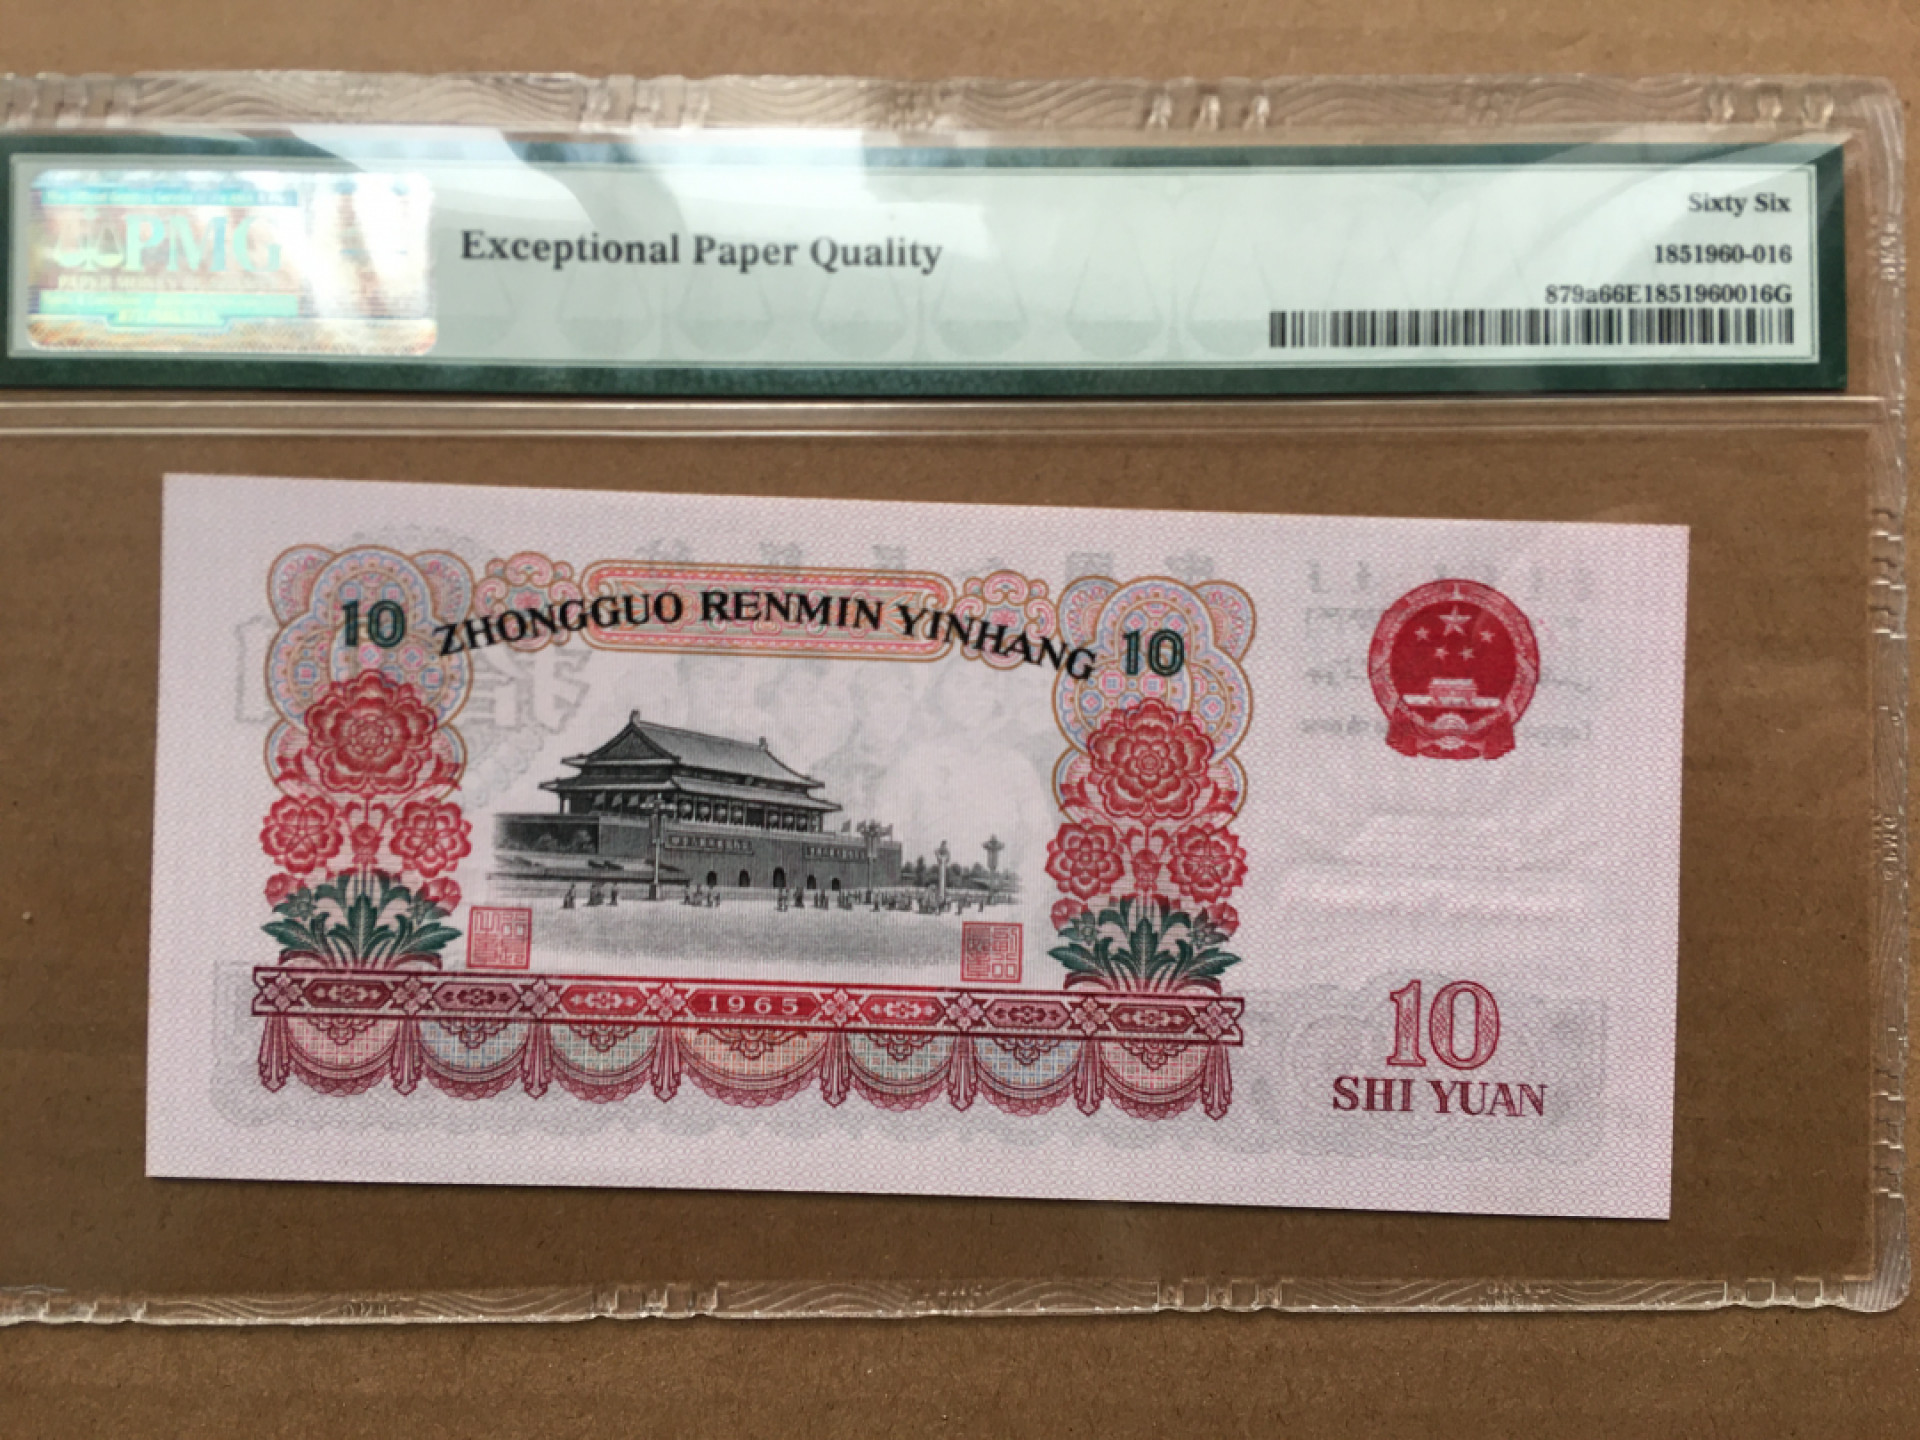 PMG
Exceptional Paper Quality
Sixty Six
1851960-016
879a66E1851960016G
10 ZHONGGUO RENMIN YINHANG 10
1965
10
SHI YUAN